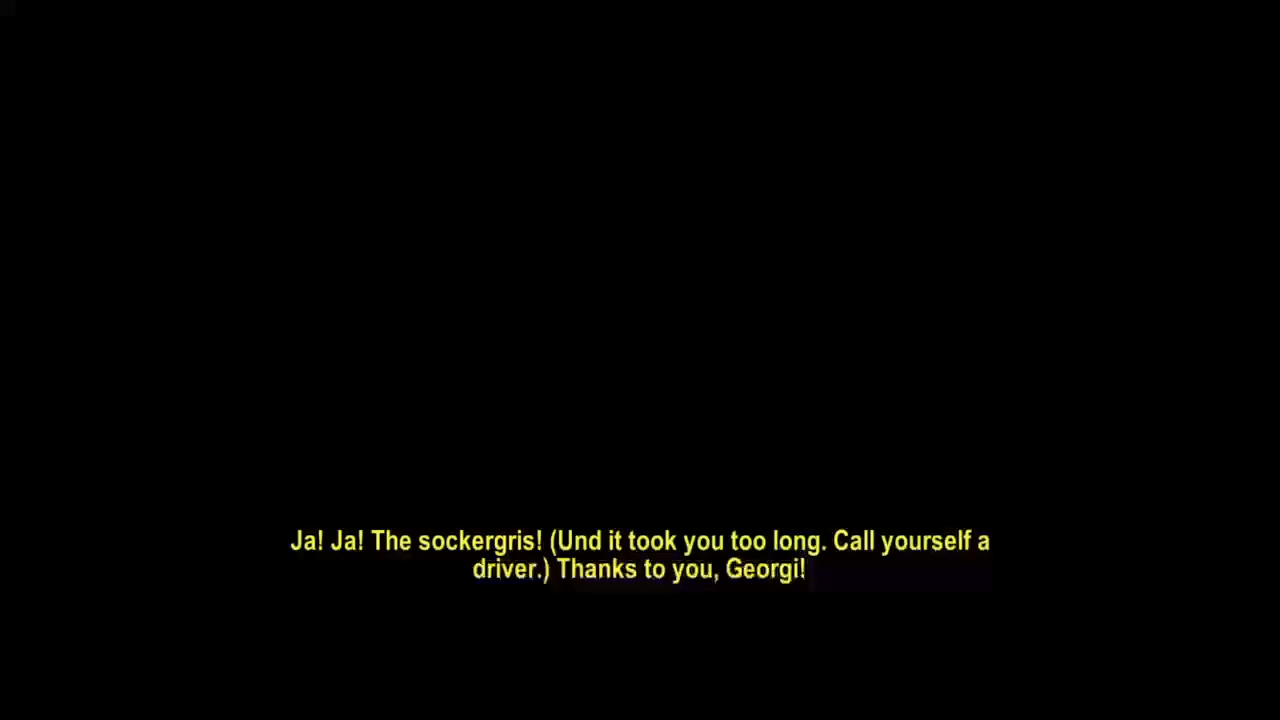 Ja! Ja! The sockergris! (Und it took you too long. Call yourself a
driver.) Thanks to you, Georgi!